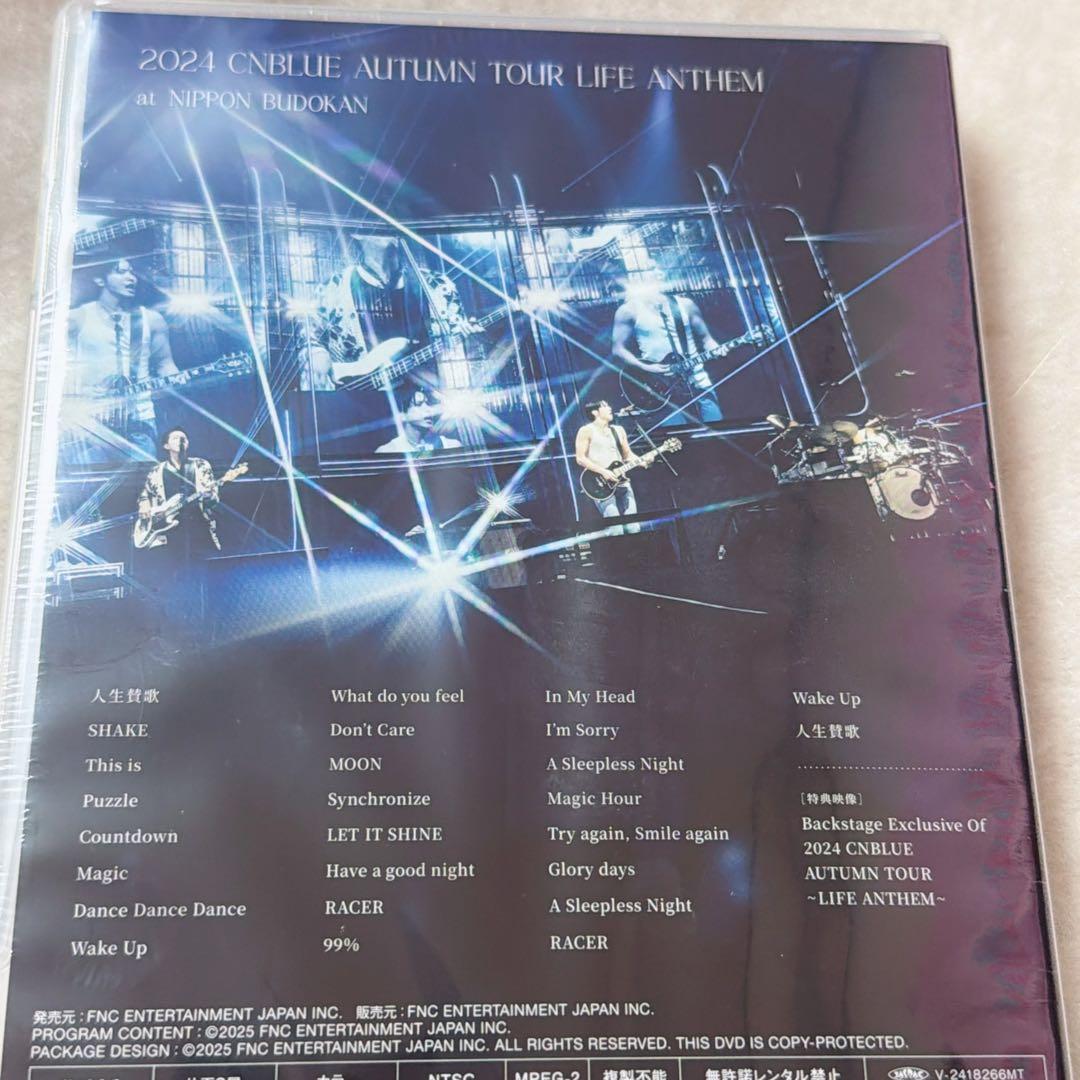 2024 CNBLUE AUTUMN TOUR LIFE ANTHEM
at NIPPON BUDOKAN
人生賛歌
SHAKE
This is
Puzzle
Countdown
Magic
Dance Dance Dance
Wake Up
What do you feel
Don't Care
MOON
Synchronize
LET IT SHINE
Have a good night
RACER
99%
In My Head
I'm Sorry
A Sleepless Night
Magic Hour
Try again, Smile again
Glory days
A Sleepless Night
RACER
Wake Up
人生賛歌
[特典映像]
Backstage Exclusive Of
2024 CNBLUE
AUTUMN TOUR
~LIFE ANTHEM~
発売元:FNC ENTERTAINMENT JAPAN INC. 販売元:FNC ENTERTAINMENT JAPAN INC.
PROGRAM CONTENT:©2025 FNC ENTERTAINMENT JAPAN INC.
PACKAGE DESIGN:©2025 FNC ENTERTAINMENT JAPAN INC. ALL RIGHTS RESERVED. THIS DVD IS COPY-PROTECTED.
カラー NTSC MPEG-2 複製不能 無許諾レンタル禁止 V-2418266MT